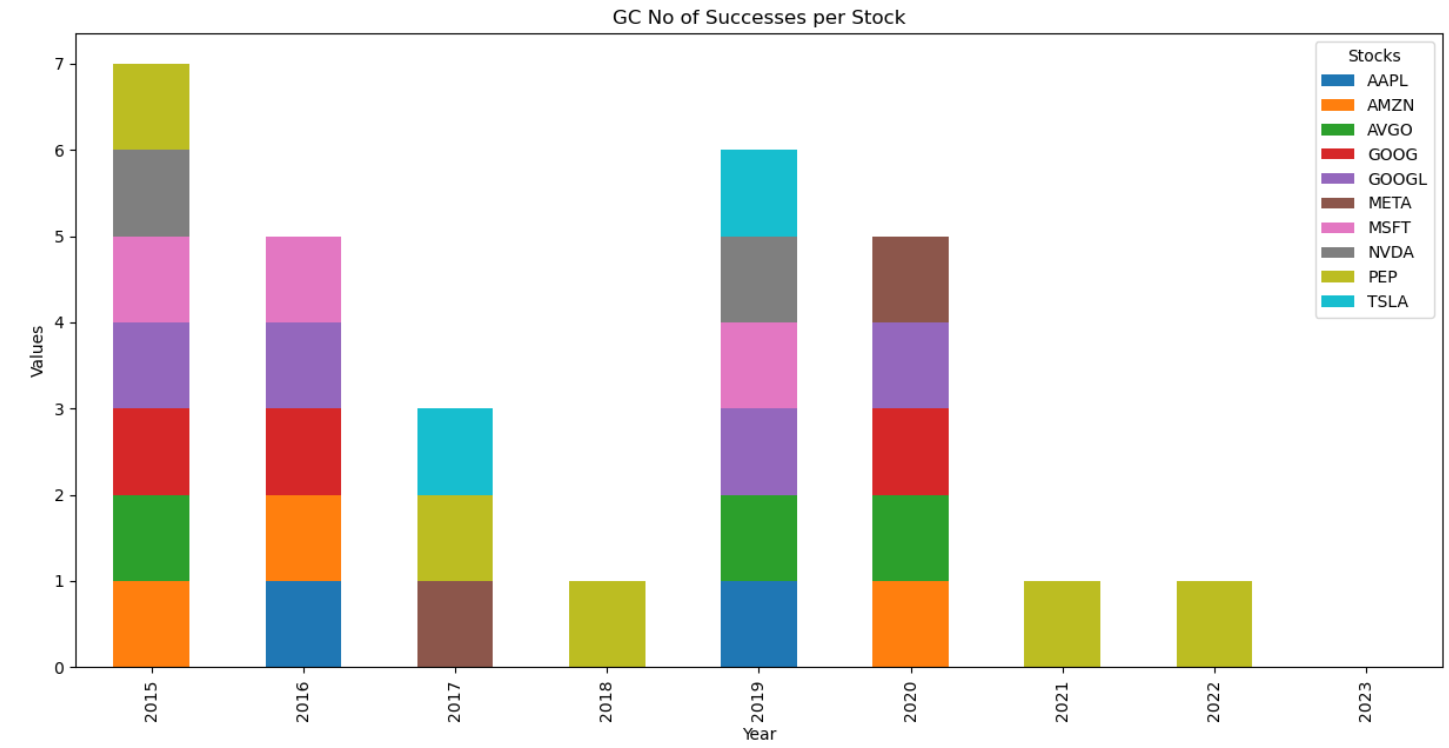 GC No of Successes per Stock
Values
7
6
5
4
3
2
1
0
2015
2016
2017
2018
2019
2020
2021
2022
2023
Year
Stocks
AAPL
AMZN
AVGO
GOOG
GOOGL
META
MSFT
NVDA
PEP
TSLA